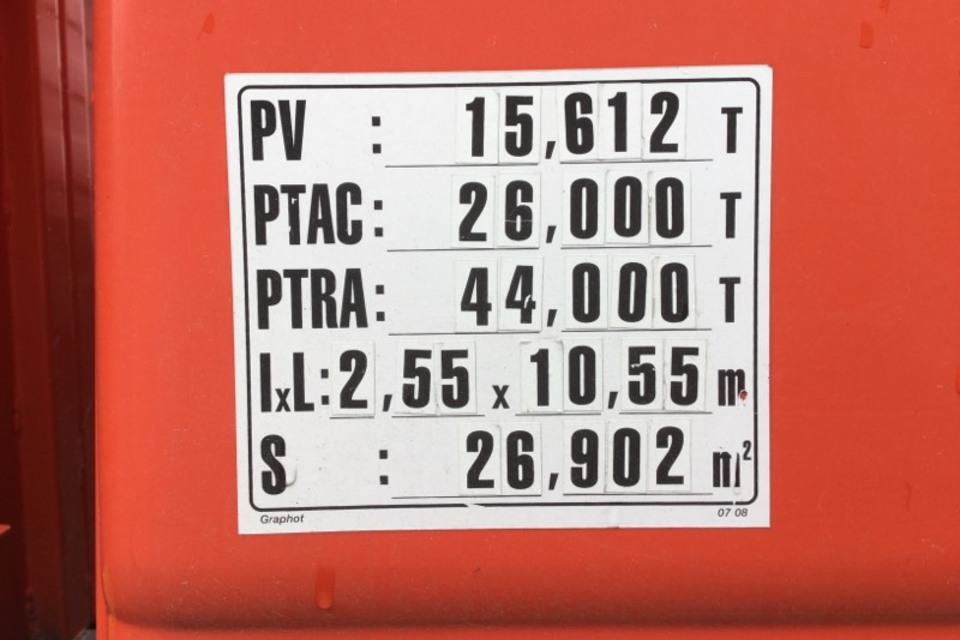 PV : 15,612 T
PTAC: 26,000 T
PTRA: 44,000 T
lxL:2,55 x 10,55 m
S : 26,902 m²
Graphot 07 08